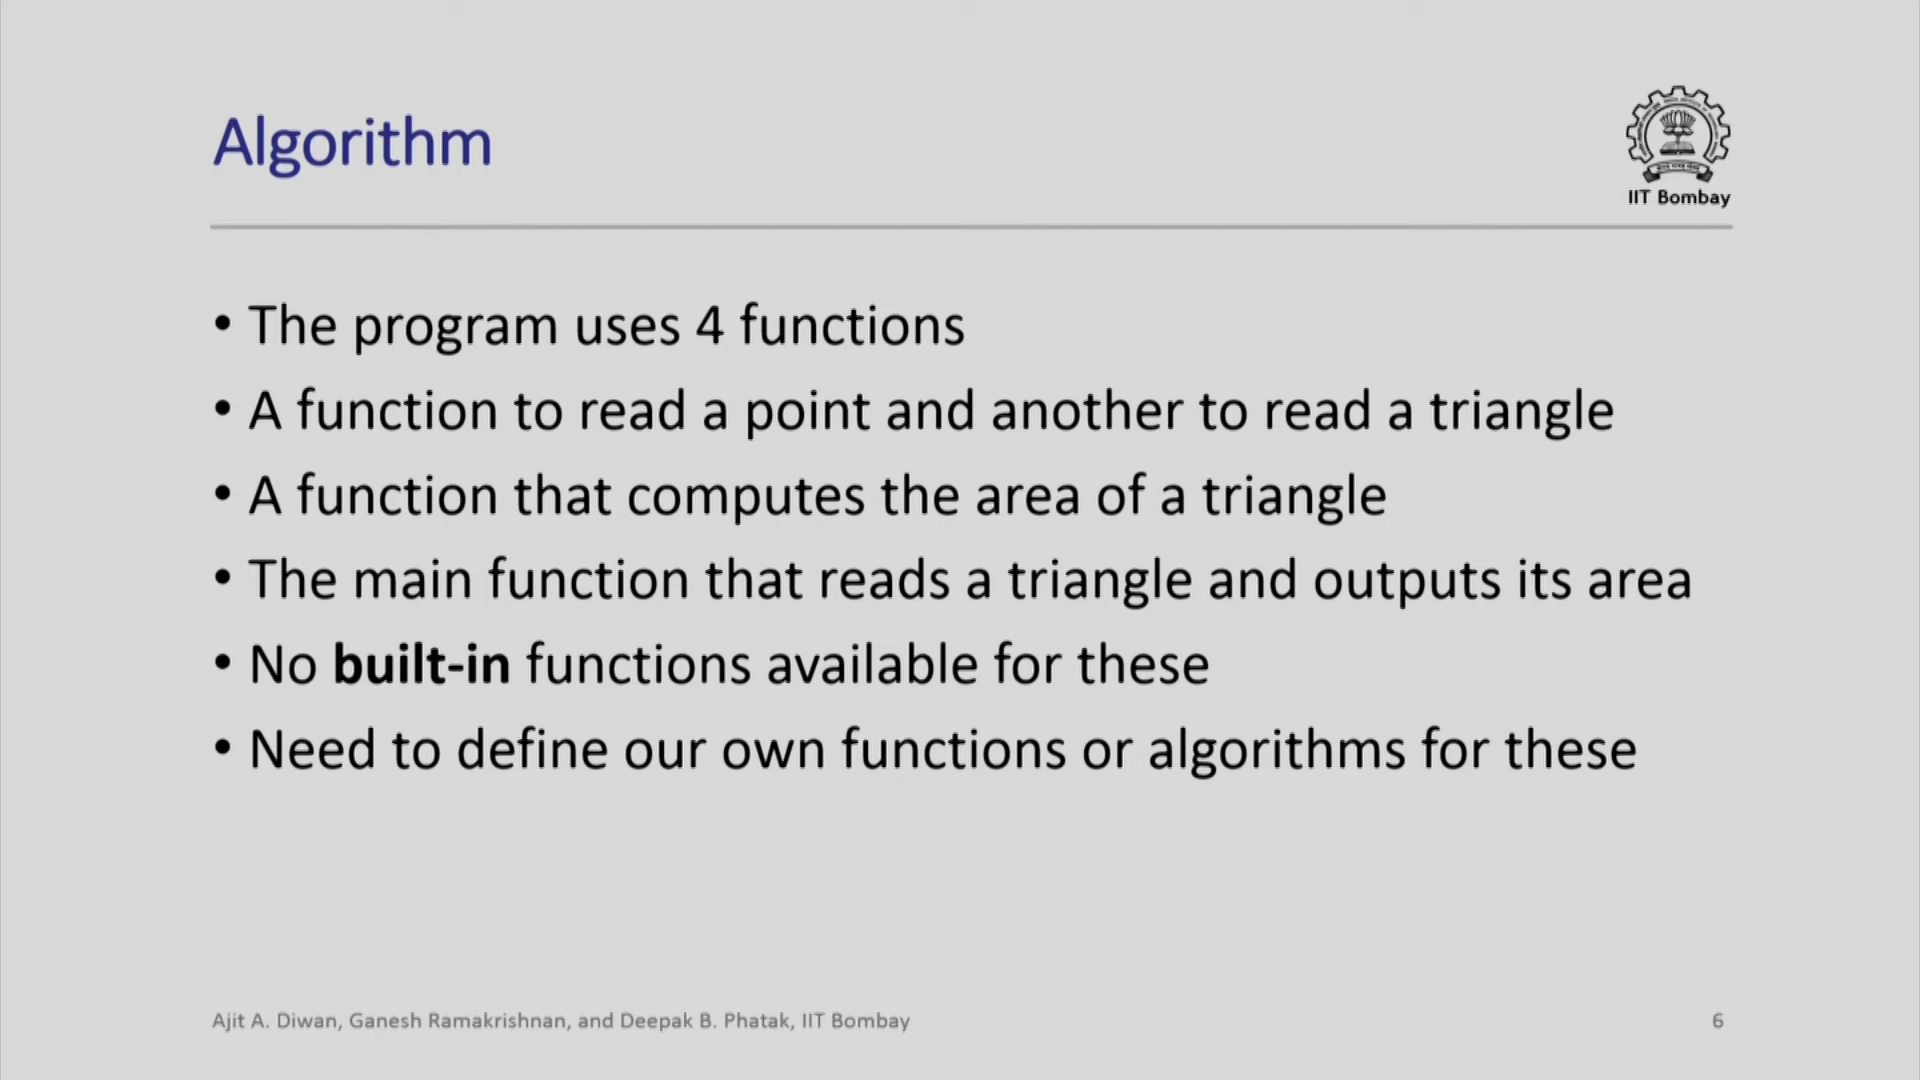 Algorithm
IIT Bombay
• The program uses 4 functions
• A function to read a point and another to read a triangle
• A function that computes the area of a triangle
• The main function that reads a triangle and outputs its area
• No built-in functions available for these
• Need to define our own functions or algorithms for these
Ajit A. Diwan, Ganesh Ramakrishnan, and Deepak B. Phatak, IIT Bombay
6